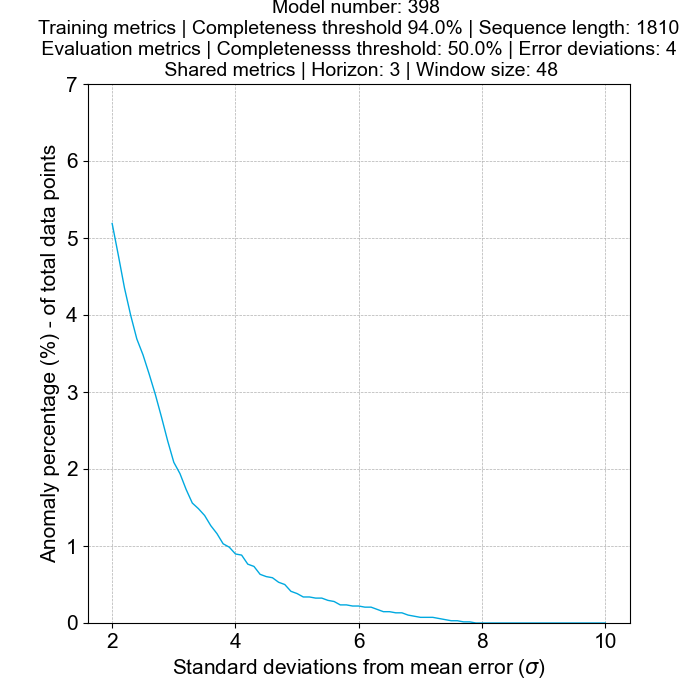 Model number: 398
Training metrics | Completeness threshold 94.0% | Sequence length: 1810
Evaluation metrics | Completenesss threshold: 50.0% | Error deviations: 4
Shared metrics | Horizon: 3 | Window size: 48
7
6
5
4
3
2
1
0
Anomaly percentage (%) - of total data points
2 4 6 8 10
Standard deviations from mean error (σ)